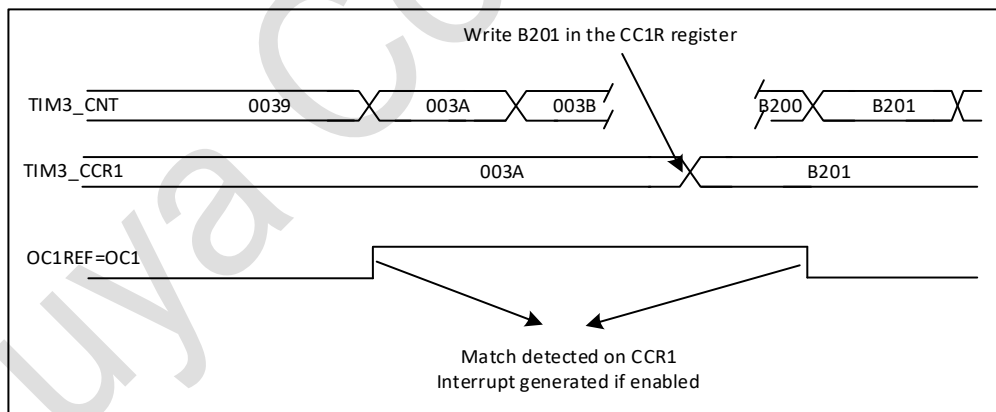 Write B201 in the CC1R register
TIM3_CNT 0039 003A 003B B200 B201
TIM3_CCR1 003A B201
OC1REF=OC1
Match detected on CCR1
Interrupt generated if enabled
uya C